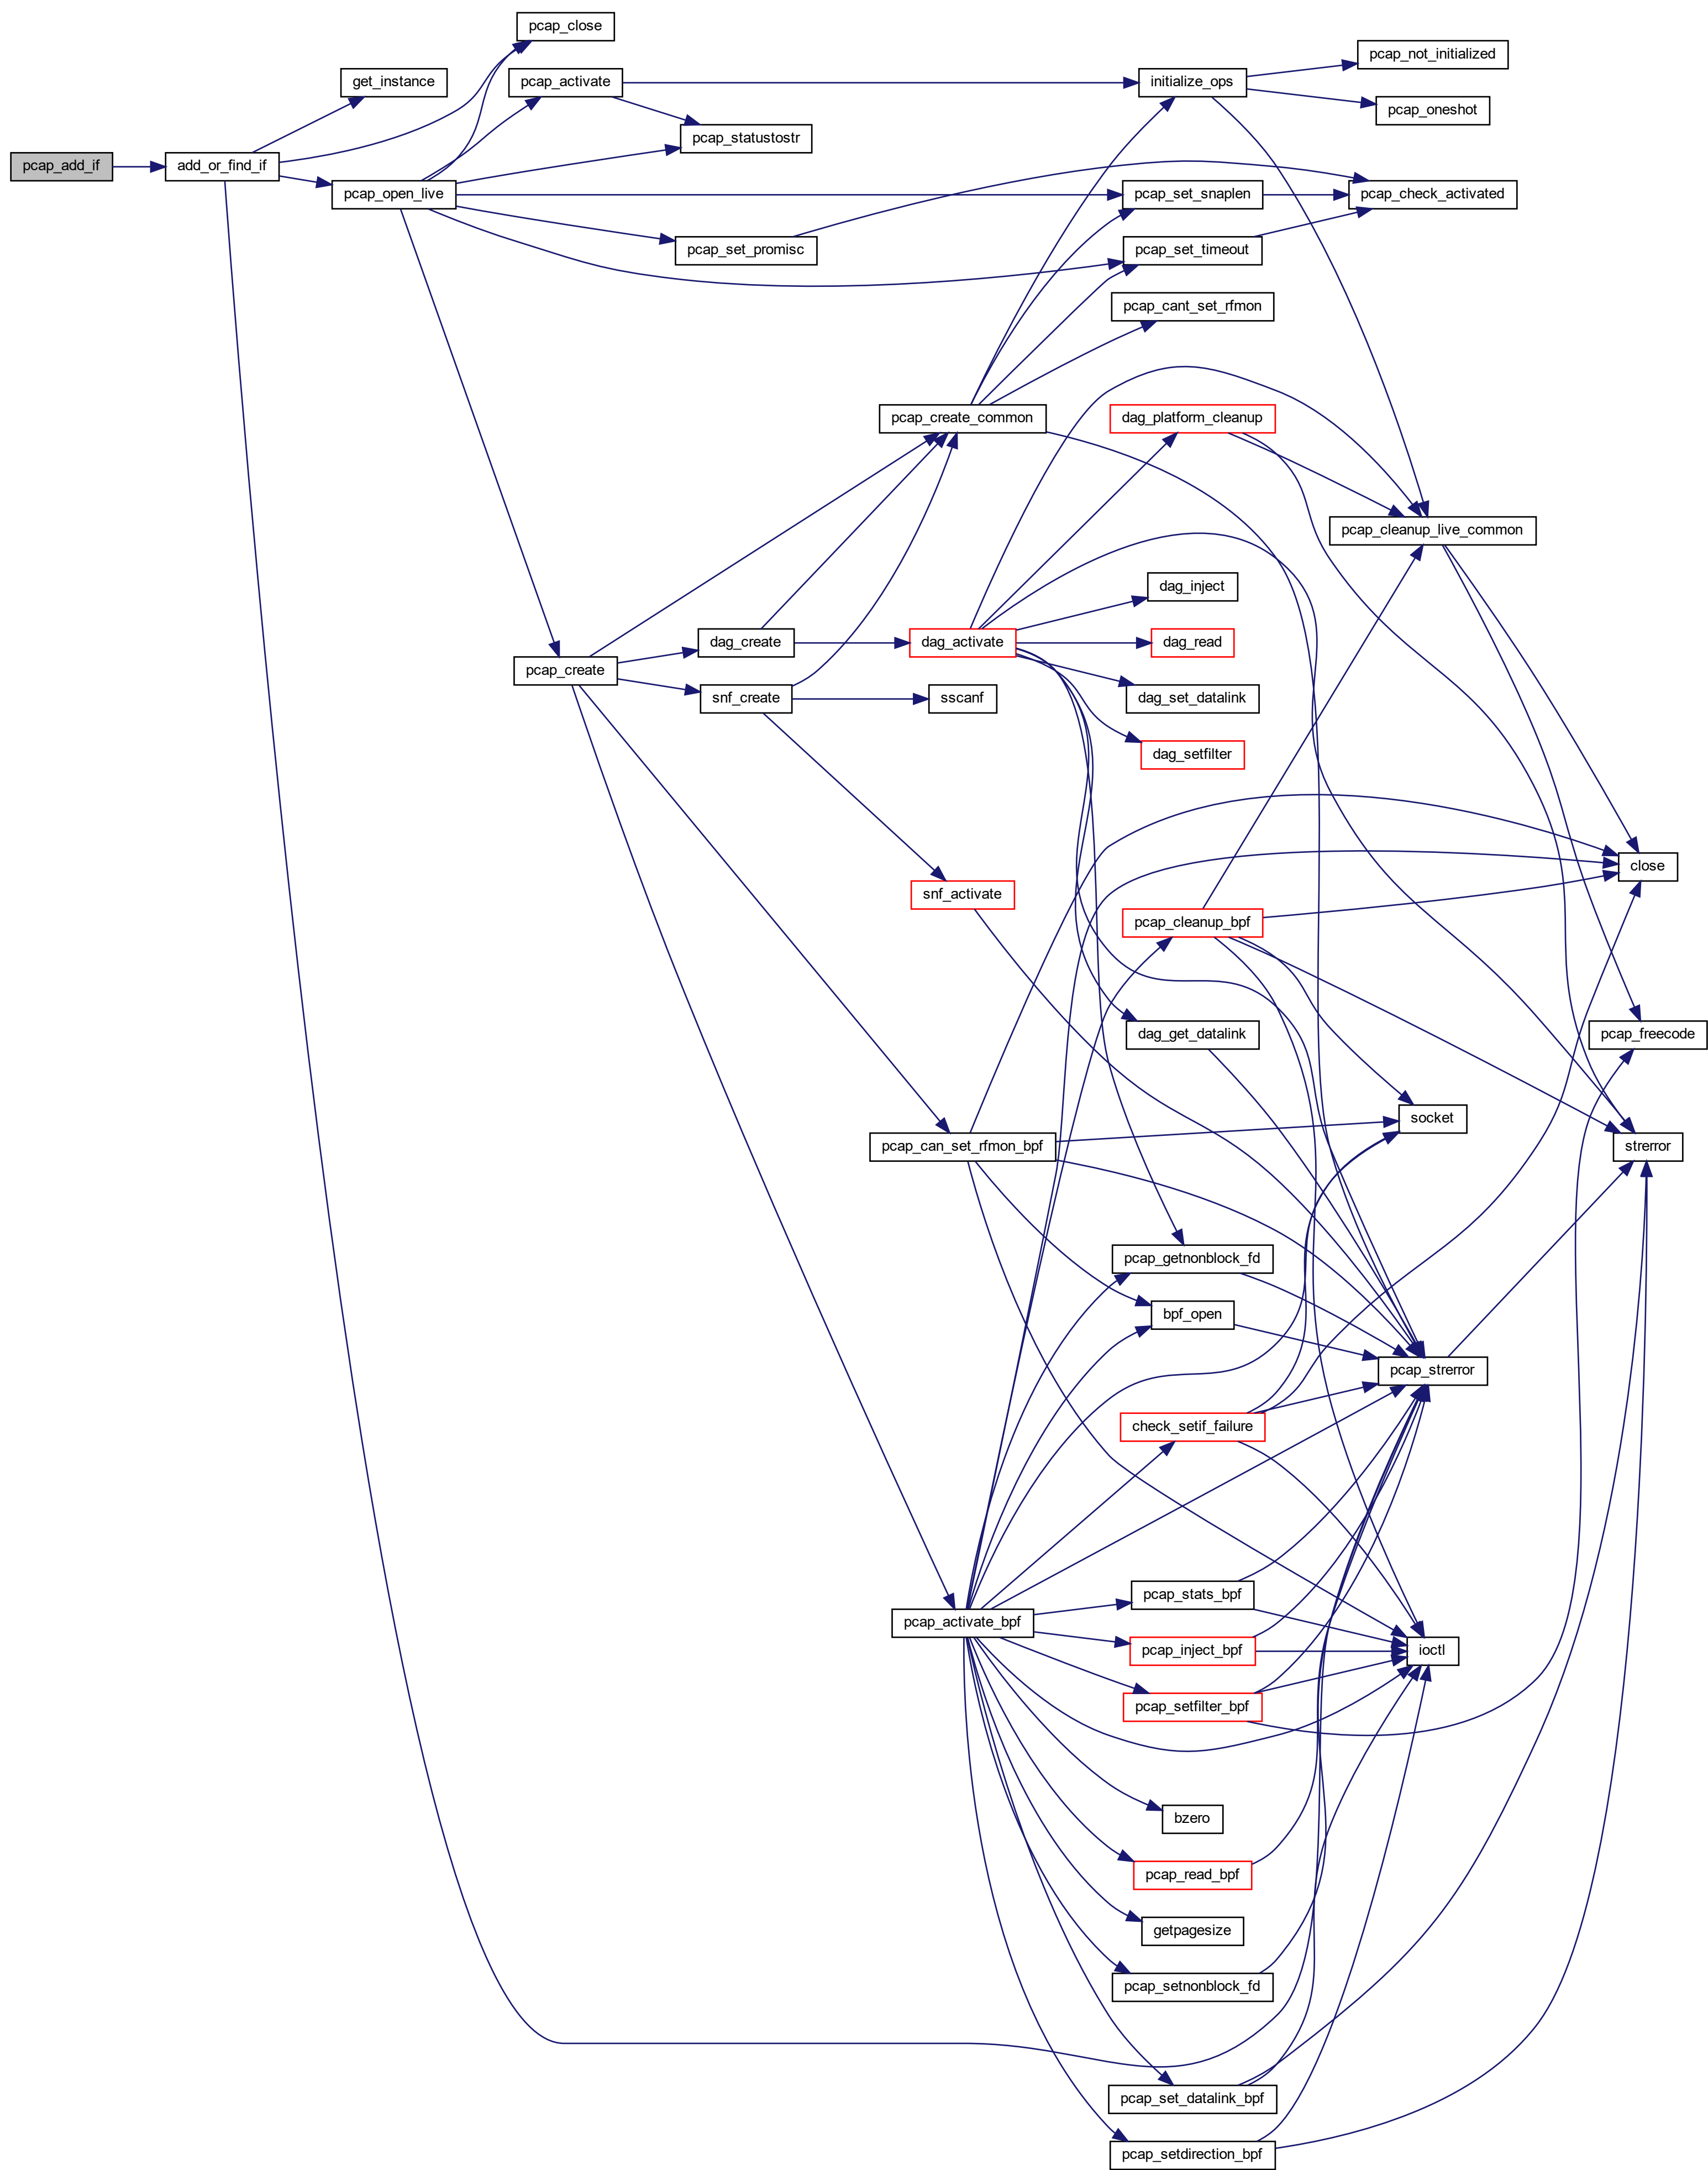 pcap_close
pcap_not_initialized
get_instance
pcap_activate
initialize_ops
pcap_oneshot
pcap_statustostr
pcap_add_if
add_or_find_if
pcap_open_live
pcap_set_snaplen
pcap_check_activated
pcap_set_promisc
pcap_set_timeout
pcap_cant_set_rfmon
pcap_create_common
dag_platform_cleanup
pcap_cleanup_live_common
dag_inject
dag_create
dag_activate
dag_read
pcap_create
snf_create
sscanf
dag_set_datalink
dag_setfilter
close
snf_activate
pcap_cleanup_bpf
dag_get_datalink
pcap_freecode
socket
pcap_can_set_rfmon_bpf
strerror
pcap_getnonblock_fd
bpf_open
pcap_strerror
check_setif_failure
pcap_stats_bpf
pcap_activate_bpf
pcap_inject_bpf
ioctl
pcap_setfilter_bpf
bzero
pcap_read_bpf
getpagesize
pcap_setnonblock_fd
pcap_set_datalink_bpf
pcap_setdirection_bpf